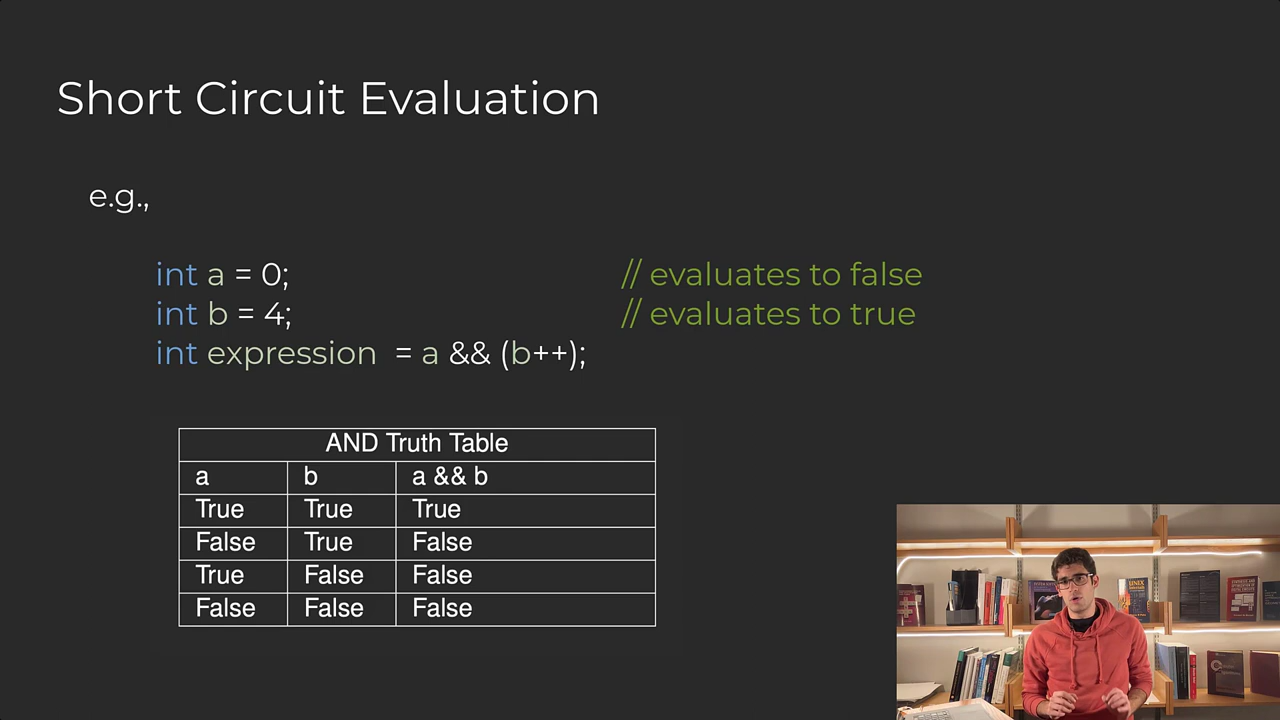 Short Circuit Evaluation
e.g.,
int a = 0; // evaluates to false
int b = 4; // evaluates to true
int expression = a && (b++);
AND Truth Table
a b a && b
True True True
False True False
True False False
False False False
UNIX